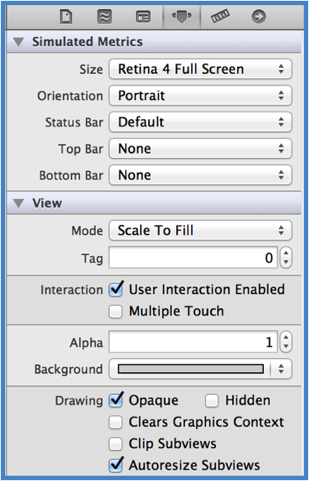 Simulated Metrics
Size Retina 4 Full Screen
Orientation Portrait
Status Bar Default
Top Bar None
Bottom Bar None
View
Mode Scale To Fill
Tag 0
Interaction User Interaction Enabled
Multiple Touch
Alpha 1
Background
Drawing Opaque Hidden
Clears Graphics Context
Clip Subviews
Autoresize Subviews